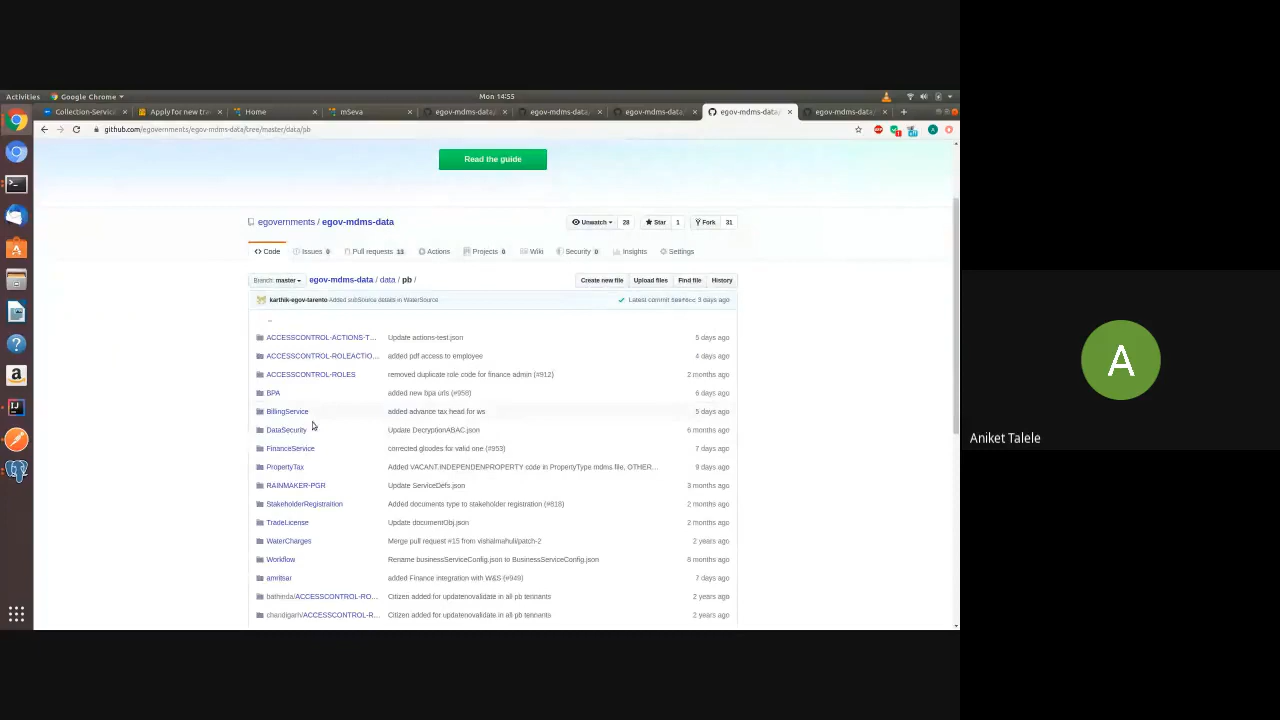 Activities Google Chrome Mon 14:55
Collection-Service Apply for new tra Home mSeva egov-mdms-data/ egov-mdms-data/ egov-mdms-data/ egov-mdms-data/ egov-mdms-data/
github.com/egovernments/egov-mdms-data/tree/master/data/pb
Read the guide
egovernments / egov-mdms-data Unwatch 28 Star 1 Fork 31
Code Issues 0 Pull requests 13 Actions Projects 0 Wiki Security 0 Insights Settings
Branch: master egov-mdms-data / data / pb / Create new file Upload files Find file History
karthik-egov-tarento Added subSource details in WaterSource Latest commit 3 days ago
..
ACCESSCONTROL-ACTIONS-T... Update actions-test.json 5 days ago
ACCESSCONTROL-ROLEACTIO... added pdf access to employee 4 days ago
ACCESSCONTROL-ROLES removed duplicate role code for finance admin (#912) 2 months ago
BPA added new bpa urls (#958) 6 days ago
BillingService added advance tax head for ws 5 days ago
DataSecurity Update DecryptionABAC.json 6 months ago
FinanceService corrected glcodes for valid one (#953) 7 days ago
PropertyTax Added VACANT.INDEPENDENPROPERTY code in PropertyType mdms file, OTHER... 9 days ago
RAINMAKER-PGR Update ServiceDefs.json 3 months ago
StakeholderRegistraition Added documents type to stakeholder registration (#818) 2 months ago
TradeLicense Update documentObj.json 2 months ago
WaterCharges Merge pull request #15 from vishalmahuli/patch-2 2 years ago
Workflow Rename businessServiceConfig.json to BusinessServiceConfig.json 8 months ago
amritsar added Finance integration with W&S (#949) 7 days ago
bathinda/ACCESSCONTROL-RO... Citizen added for updatenovalidate in all pb tennants 2 years ago
chandigarh/ACCESSCONTROL-R... Citizen added for updatenovalidate in all pb tennants 2 years ago
A
Aniket Talele